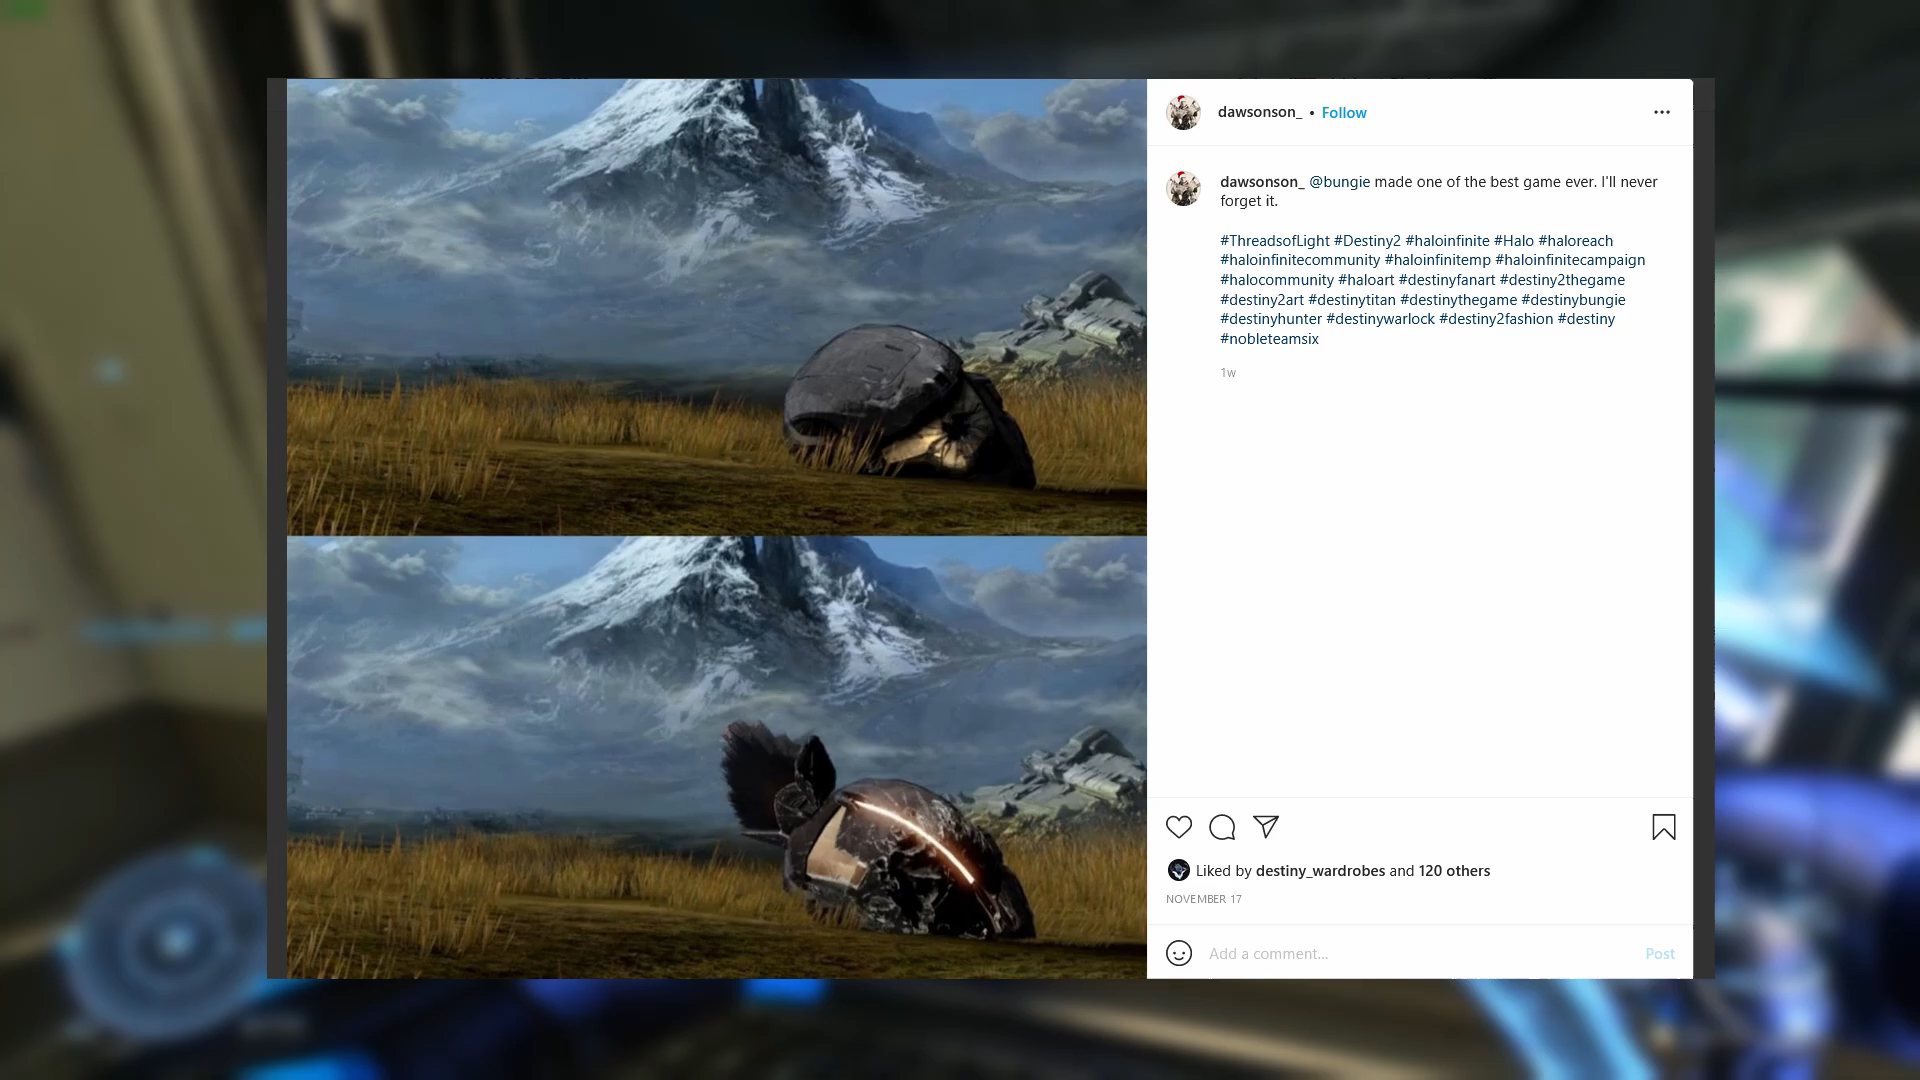 dawsonson_ • Follow
dawsonson_ @bungie made one of the best game ever. I'll never
forget it.
#ThreadsofLight #Destiny2 #haloinfinite #Halo #haloreach
#haloinfinitecommunity #haloinfinitemp #haloinfinitecampaign
#halocommunity #haloart #destinyfanart #destiny2thegame
#destiny2art #destinytitan #destinythegame #destinybungie
#destinyhunter #destinywarlock #destiny2fashion #destiny
#nobleteamsix
1w
Liked by destiny_wardrobes and 120 others
NOVEMBER 17
Add a comment...
Post